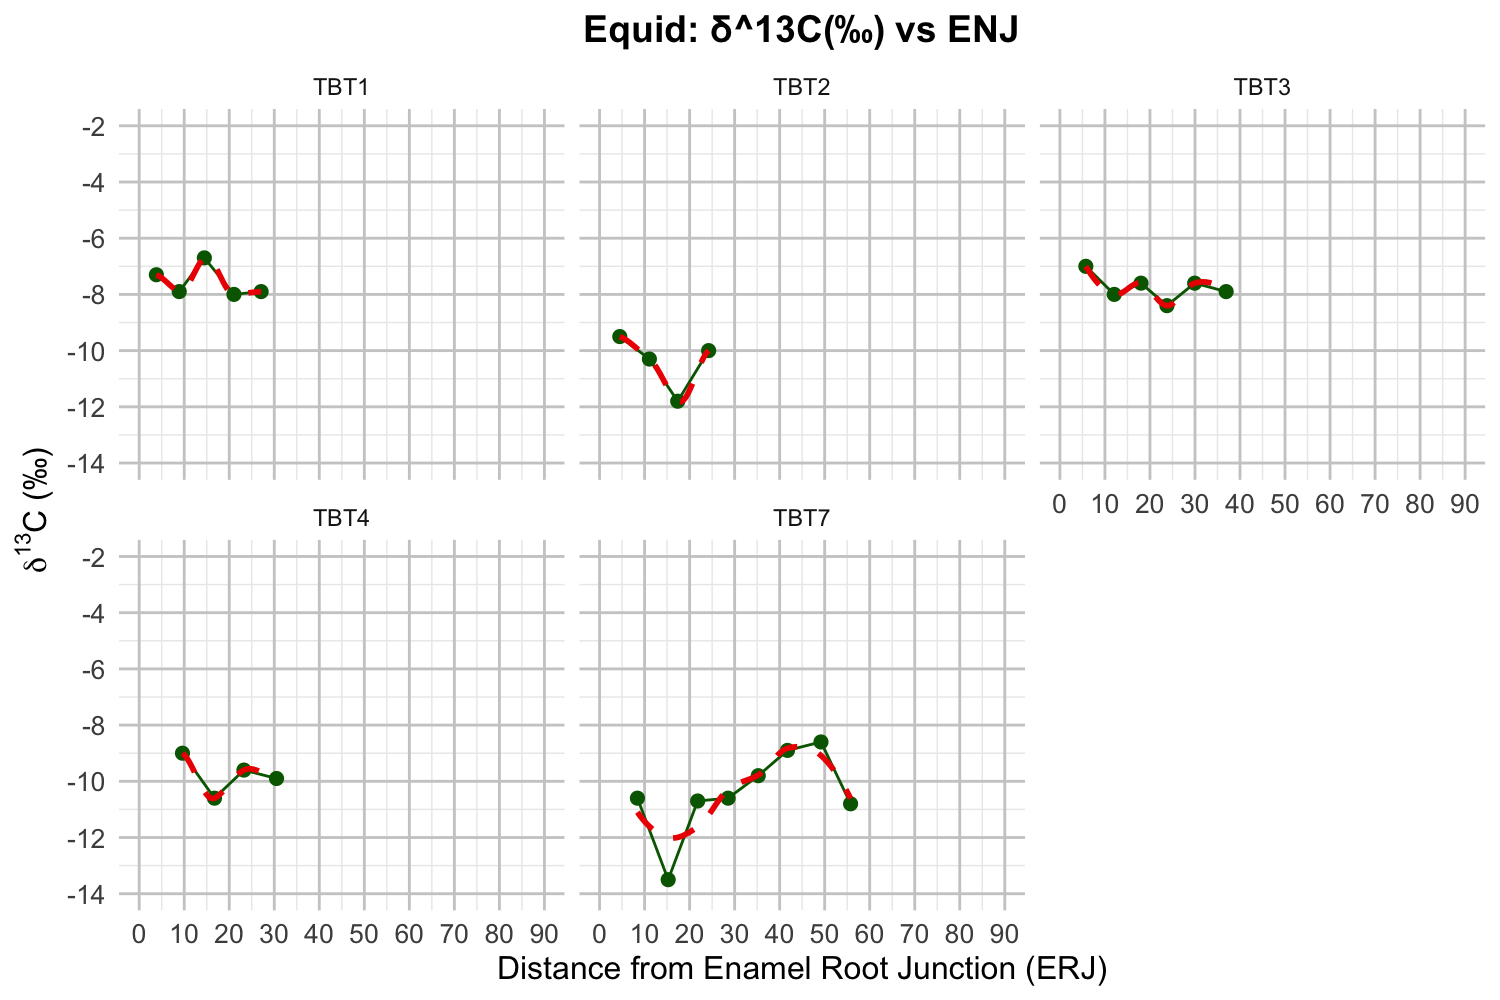 Equid: δ^13C(‰) vs ENJ
TBT1 TBT2 TBT3
-2
-4
-6
-8
-10
-12
-14
0 10 20 30 40 50 60 70 80 90
TBT4 TBT7
-2
-4
-6
-8
-10
-12
-14
0 10 20 30 40 50 60 70 80 90 0 10 20 30 40 50 60 70 80 90
δ¹³C (‰)
Distance from Enamel Root Junction (ERJ)